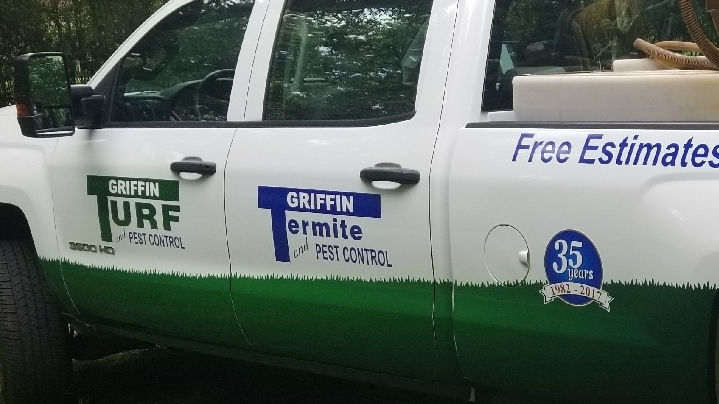 GRIFFIN
TURF
and PEST CONTROL
3500 HD
GRIFFIN
Termite
and PEST CONTROL
Free Estimates
35
years
1982 - 2017